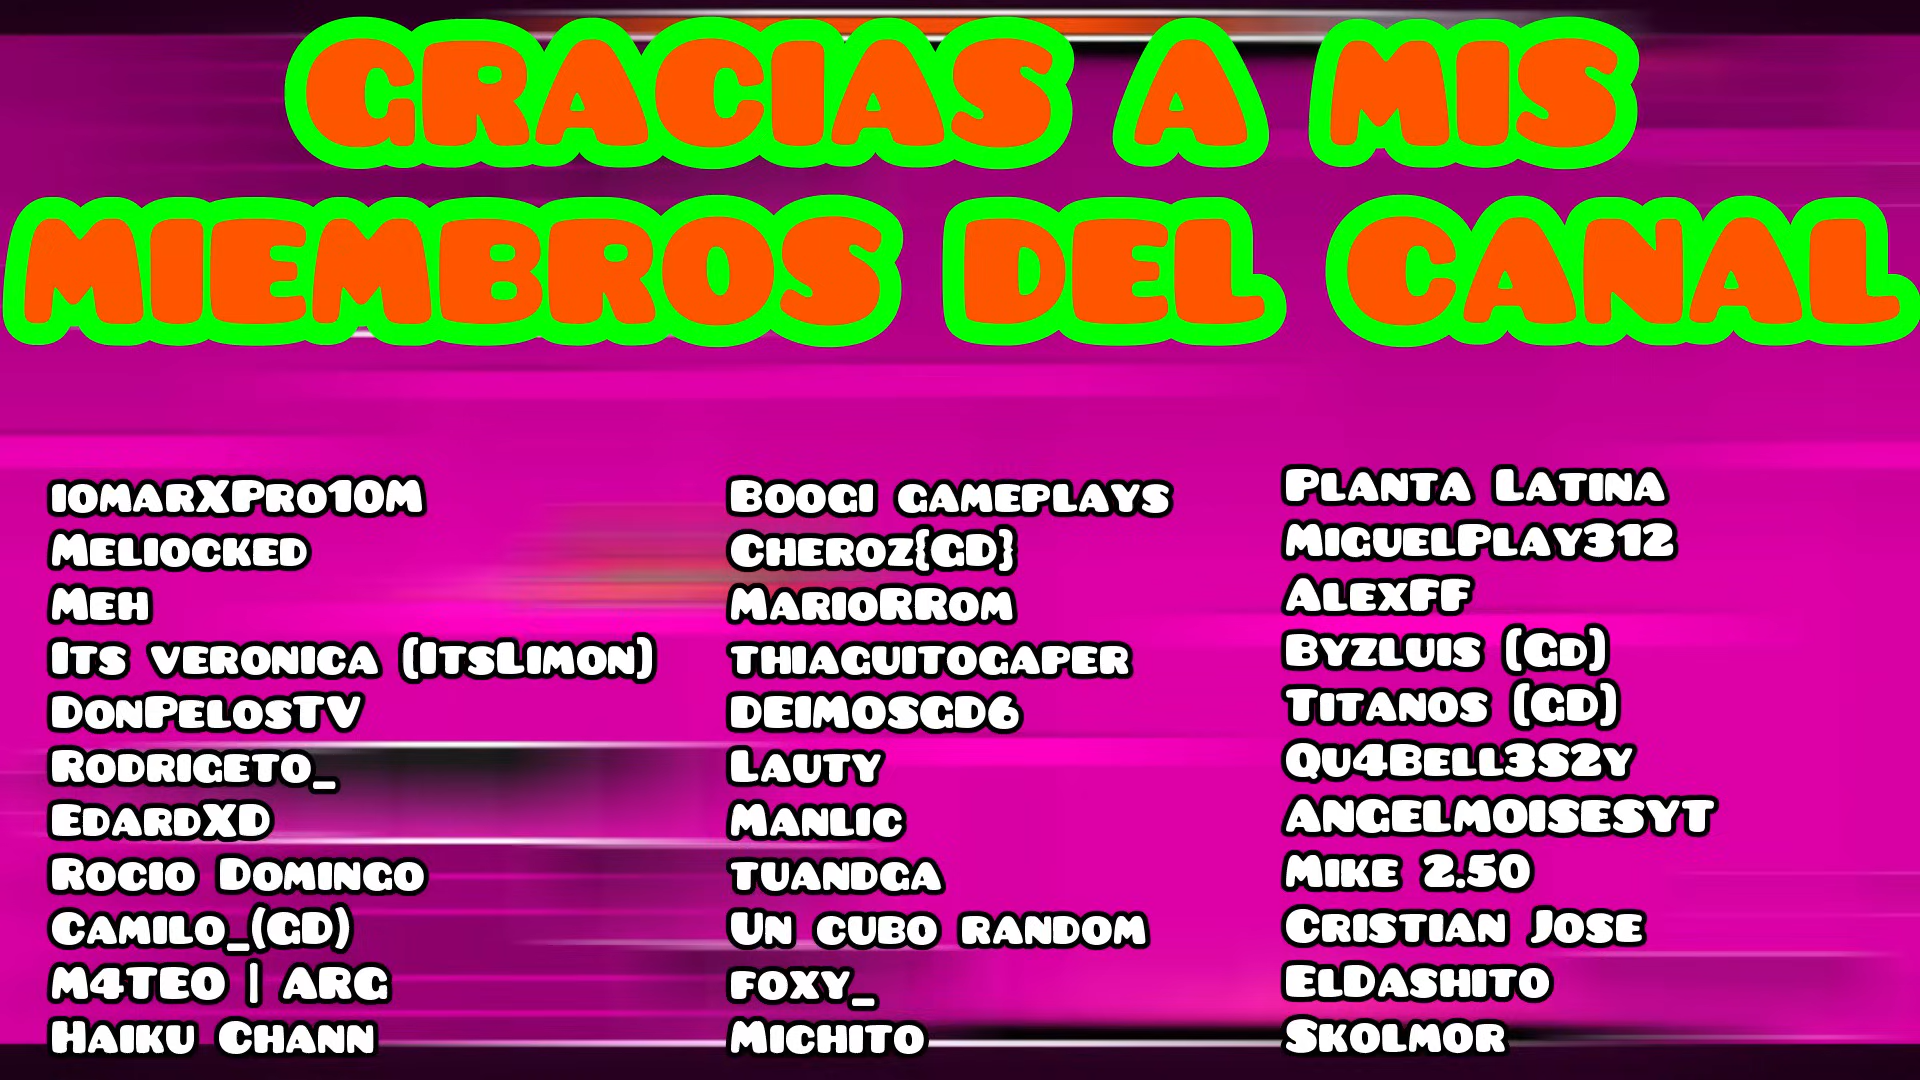 GRACIAS A MIS
MIEMBROS DEL CANAL
iomarXPro10M
Meliocked
Meh
Its veronica (ItsLimon)
DonPelosTV
Rodrigeto_
EdardXD
Rocio Domingo
Camilo_(GD)
M4TEO | ARG
Haiku Chann
Boogi gameplays
Cheroz{GD}
MarioRRom
thiaguitogaper
DEIMOSGD6
Lauty
Manlic
tuandga
Un cubo random
foxy_
Michito
Planta Latina
MiguelPlay312
AlexFF
Byzluis (Gd)
Titanos (GD)
Qu4Bell3S2y
ANGELMOISESYT
Mike 2.50
Cristian Jose
ElDashito
Skolmor